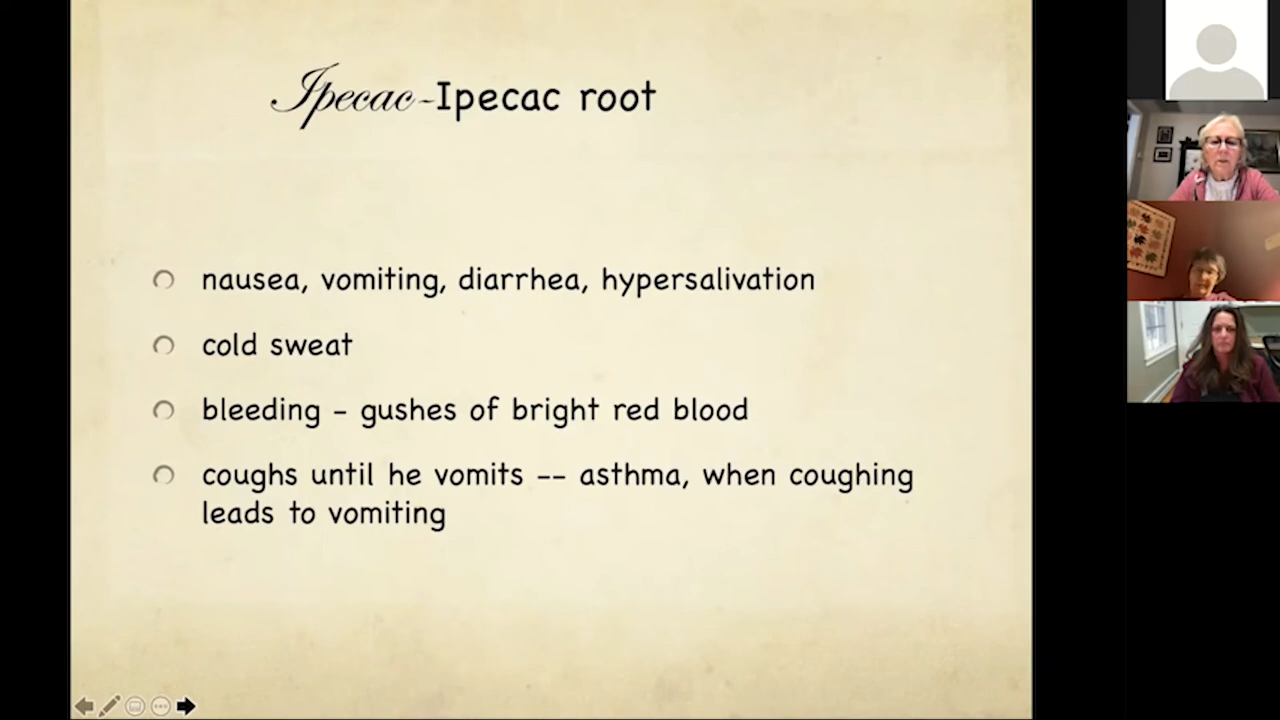 Ipecac-Ipecac root
nausea, vomiting, diarrhea, hypersalivation
cold sweat
bleeding - gushes of bright red blood
coughs until he vomits -- asthma, when coughing
leads to vomiting